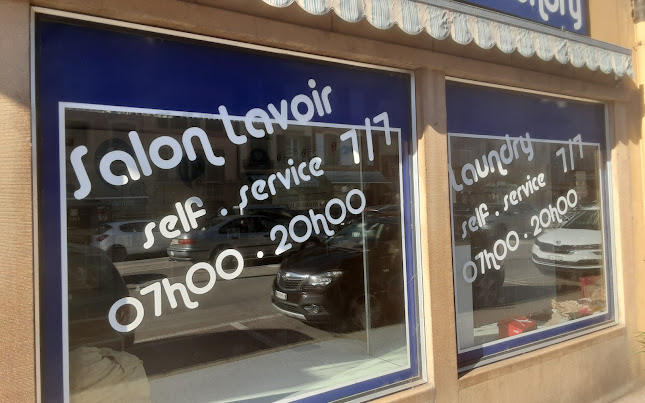 Salon Lavoir
self . service 7/7
07h00 . 20h00
Laundry
self . service 7/7
07h00 . 20h00